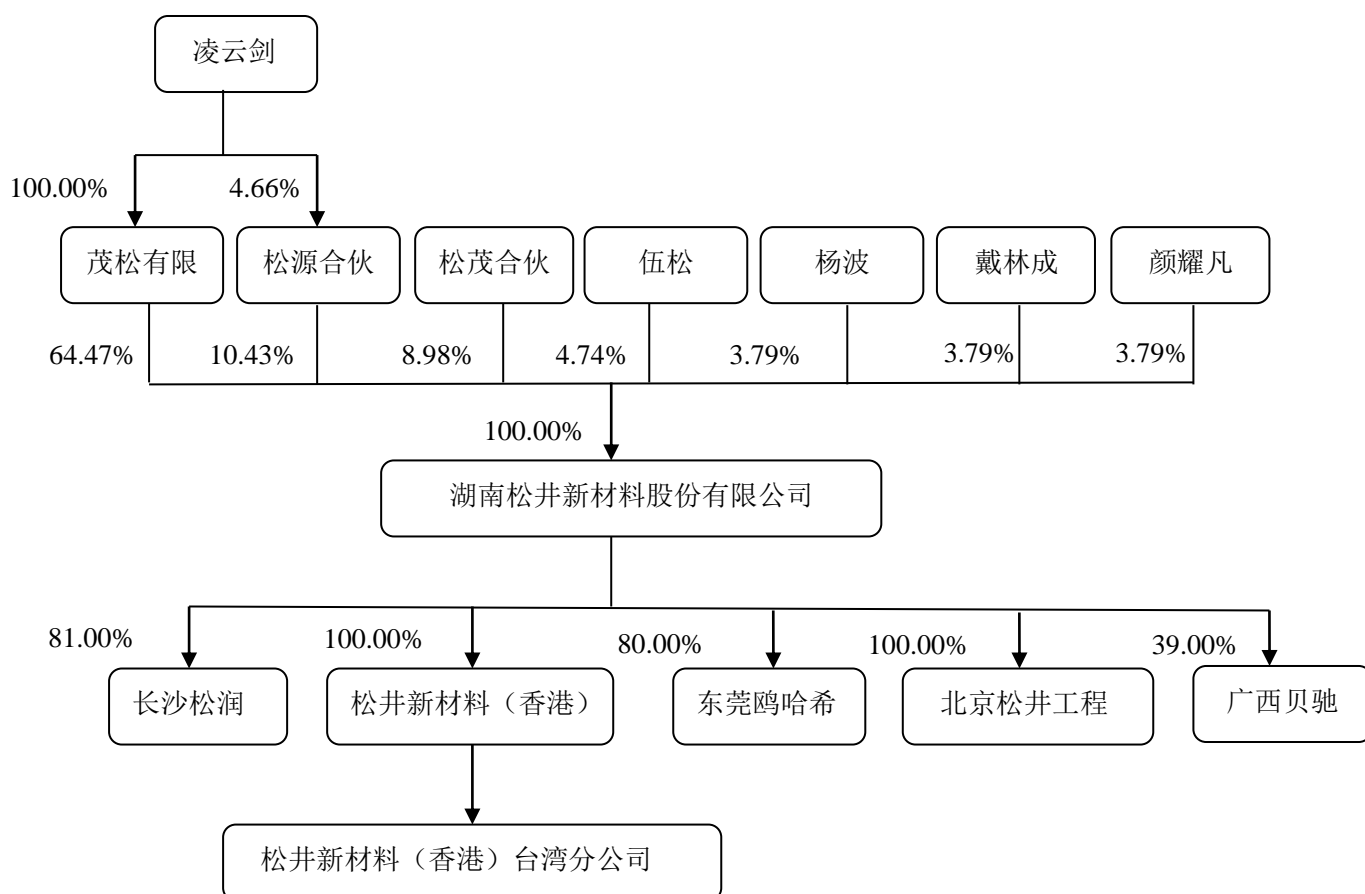 凌云剑
100.00%
4.66%
茂松有限
松源合伙
松茂合伙
伍松
杨波
戴林成
颜耀凡
64.47%
10.43%
8.98%
4.74%
3.79%
3.79%
3.79%
100.00%
湖南松井新材料股份有限公司
81.00%
100.00%
80.00%
100.00%
39.00%
长沙松润
松井新材料（香港）
东莞鸥哈希
北京松井工程
广西贝驰
松井新材料（香港）台湾分公司